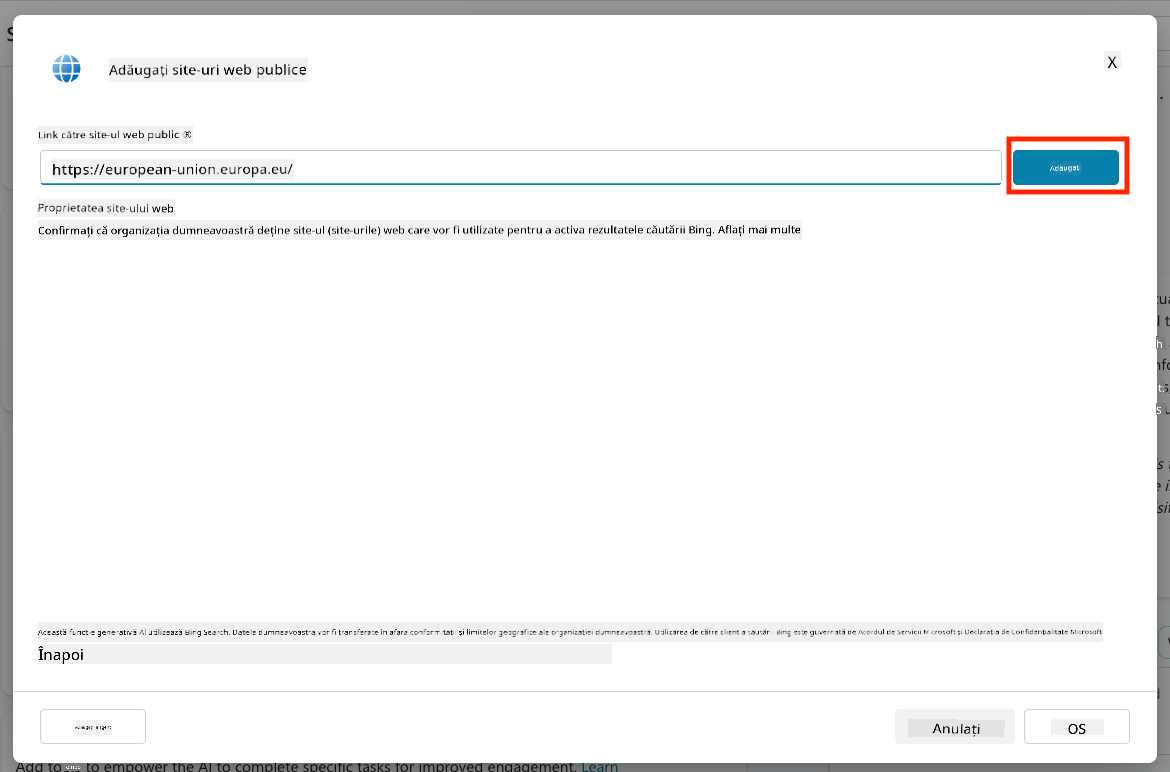 Adăugați site-uri web publice
X
Link către site-ul web public ®
https://european-union.europa.eu/
Adăugați
Proprietatea site-ului web
Confirmați că organizația dumneavoastră deține site-ul (site-urile) web care vor fi utilizate pentru a activa rezultatele căutării Bing. Aflați mai multe
Această funcție generativă AI utilizează Bing Search. Datele dumneavoastră vor fi transferate în afara conformități și limitelor geografice ale organizației dumneavoastră. Utilizarea de către client a căutări Bing este guvernată de Acordul de Servicii Microsoft și Declarația de Confidențialitate Microsoft
Înapoi
Anulați
OS
Add to to empower the AI to complete specific tasks for improved engagement. Learn